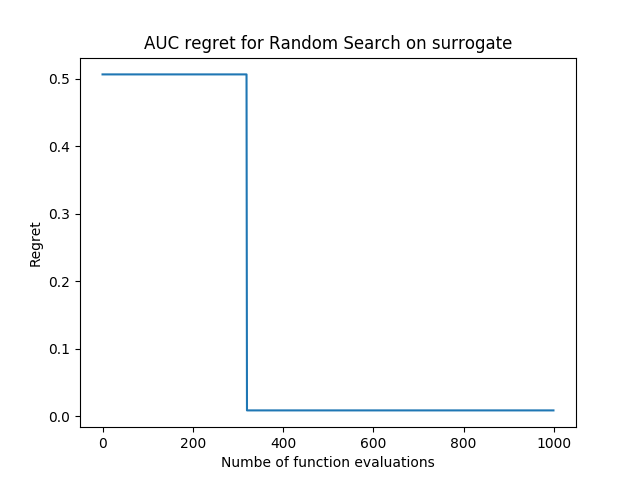 AUC regret for Random Search on surrogate
0.5
0.4
0.3
0.2
0.1
0.0
Regret
0 200 400 600 800 1000
Numbe of function evaluations